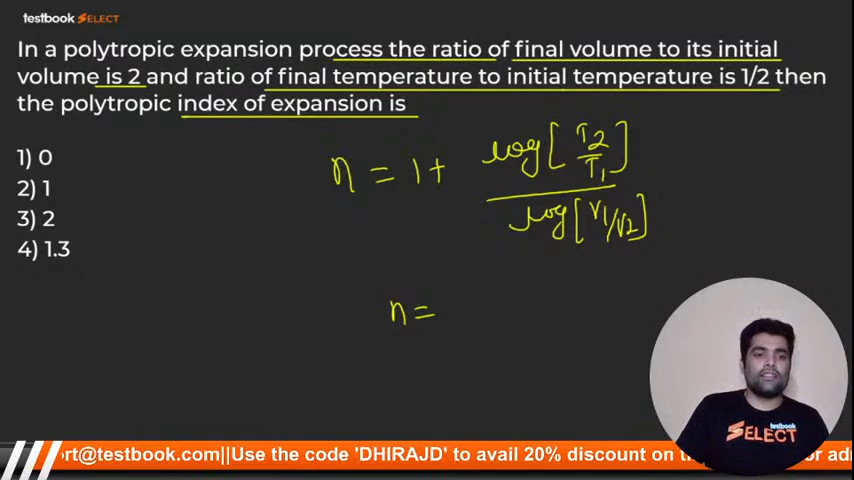 testbook SELECT
In a polytropic expansion process the ratio of final volume to its initial
volume is 2 and ratio of final temperature to initial temperature is 1/2 then
the polytropic index of expansion is
1) 0
2) 1
3) 2
4) 1.3
n = 1+ log[T2/T1] / log[V1/V2]
n =
testbook
SELECT
ort@testbook.com||Use the code 'DHIRAJD' to avail 20% discount on